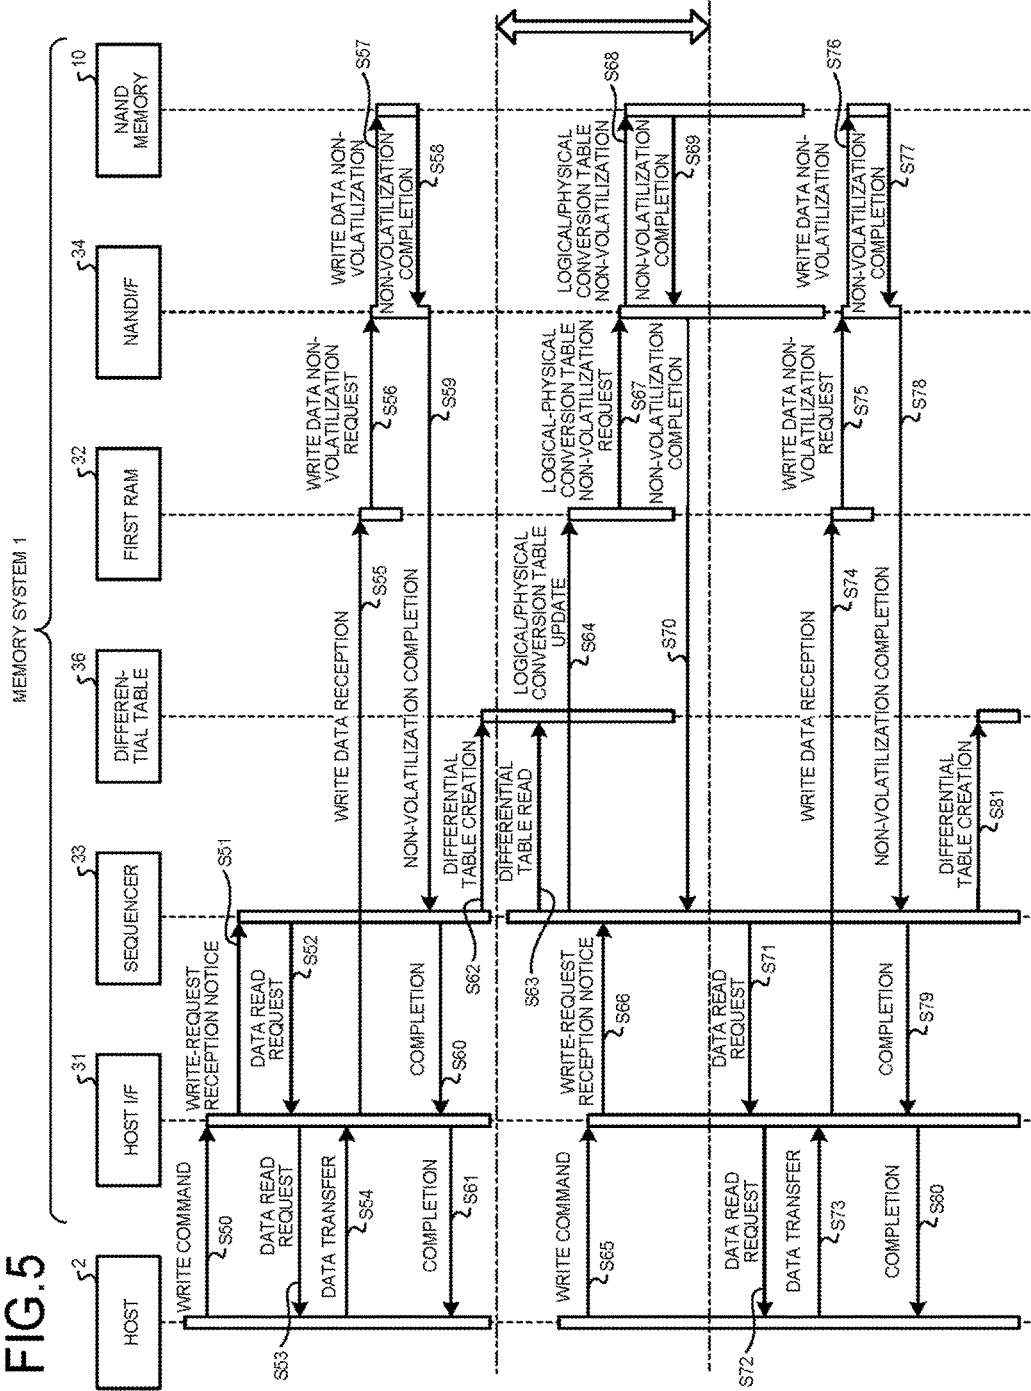 FIG.5
MEMORY SYSTEM 1
2
HOST
31
HOST I/F
33
SEQUENCER
36
DIFFEREN-
TIAL TABLE
32
FIRST RAM
34
NANDI/F
10
NAND
MEMORY
WRITE COMMAND
S50
WRITE-REQUEST
RECEPTION NOTICE
S51
DATA READ
REQUEST
S52
DATA READ
REQUEST
S53
DATA TRANSFER
S54
WRITE DATA RECEPTION
S55
WRITE DATA NON-
VOLATILIZATION
REQUEST
S56
WRITE DATA NON-
VOLATILIZATION
S57
NON-VOLATILIZATION
COMPLETION
S58
S59
NON-VOLATILIZATION COMPLETION
COMPLETION
S60
COMPLETION
S61
DIFFERENTIAL
TABLE CREATION
S62
DIFFERENTIAL
TABLE READ
S63
LOGICAL/PHYSICAL
CONVERSION TABLE
UPDATE
S64
WRITE COMMAND
S65
WRITE-REQUEST
RECEPTION NOTICE
S66
LOGICAL-PHYSICAL
CONVERSION TABLE
NON-VOLATILIZATION
REQUEST
S67
LOGICAL/PHYSICAL
CONVERSION TABLE
NON-VOLATILIZATION
S68
NON-VOLATILIZATION
COMPLETION
S69
NON-VOLATILIZATION
COMPLETION
S70
DATA READ
REQUEST
S71
DATA READ
REQUEST
S72
DATA TRANSFER
S73
WRITE DATA RECEPTION
S74
WRITE DATA NON-
VOLATILIZATION
REQUEST
S75
WRITE DATA NON-
VOLATILIZATION
S76
NON-VOLATILIZATION
COMPLETION
S77
S78
NON-VOLATILIZATION COMPLETION
COMPLETION
S79
COMPLETION
S80
DIFFERENTIAL
TABLE CREATION
S81